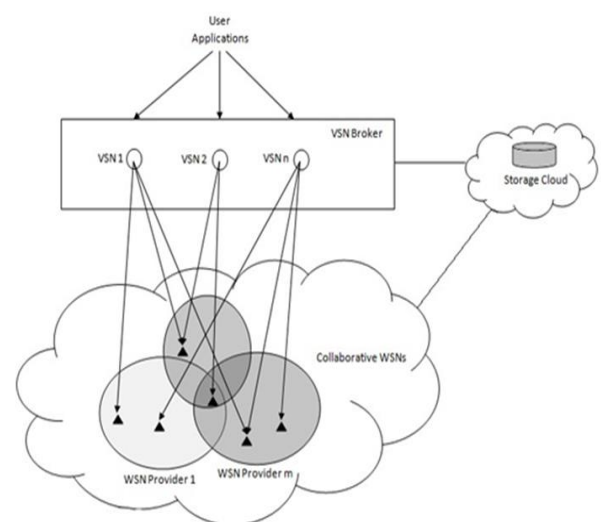 User
Applications
VSN Broker
VSN 1
VSN 2
VSN n
Storage Cloud
Collaborative WSNs
WSN Provider 1
WSN Provider m